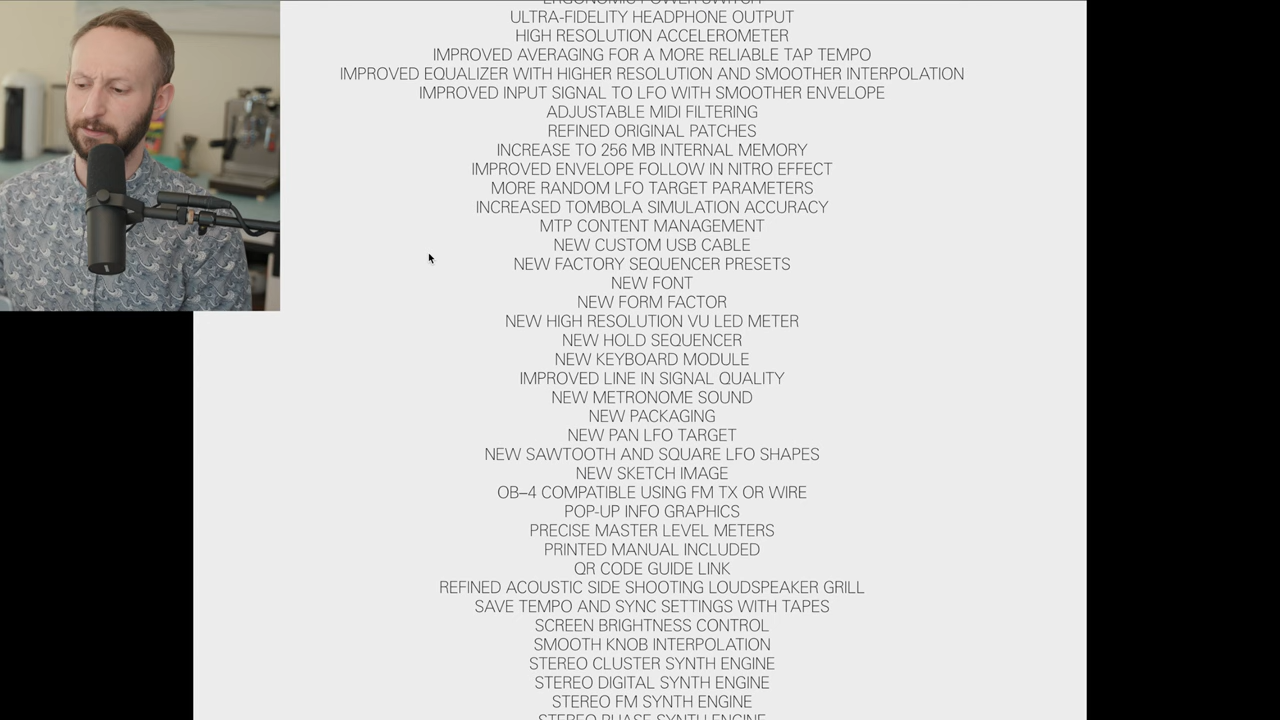 ERGONOMIC POWER SWITCH
ULTRA-FIDELITY HEADPHONE OUTPUT
HIGH RESOLUTION ACCELEROMETER
IMPROVED AVERAGING FOR A MORE RELIABLE TAP TEMPO
IMPROVED EQUALIZER WITH HIGHER RESOLUTION AND SMOOTHER INTERPOLATION
IMPROVED INPUT SIGNAL TO LFO WITH SMOOTHER ENVELOPE
ADJUSTABLE MIDI FILTERING
REFINED ORIGINAL PATCHES
INCREASE TO 256 MB INTERNAL MEMORY
IMPROVED ENVELOPE FOLLOW IN NITRO EFFECT
MORE RANDOM LFO TARGET PARAMETERS
INCREASED TOMBOLA SIMULATION ACCURACY
MTP CONTENT MANAGEMENT
NEW CUSTOM USB CABLE
NEW FACTORY SEQUENCER PRESETS
NEW FONT
NEW FORM FACTOR
NEW HIGH RESOLUTION VU LED METER
NEW HOLD SEQUENCER
NEW KEYBOARD MODULE
IMPROVED LINE IN SIGNAL QUALITY
NEW METRONOME SOUND
NEW PACKAGING
NEW PAN LFO TARGET
NEW SAWTOOTH AND SQUARE LFO SHAPES
NEW SKETCH IMAGE
OB–4 COMPATIBLE USING FM TX OR WIRE
POP-UP INFO GRAPHICS
PRECISE MASTER LEVEL METERS
PRINTED MANUAL INCLUDED
QR CODE GUIDE LINK
REFINED ACOUSTIC SIDE SHOOTING LOUDSPEAKER GRILL
SAVE TEMPO AND SYNC SETTINGS WITH TAPES
SCREEN BRIGHTNESS CONTROL
SMOOTH KNOB INTERPOLATION
STEREO CLUSTER SYNTH ENGINE
STEREO DIGITAL SYNTH ENGINE
STEREO FM SYNTH ENGINE
STEREO PHASE SYNTH ENGINE